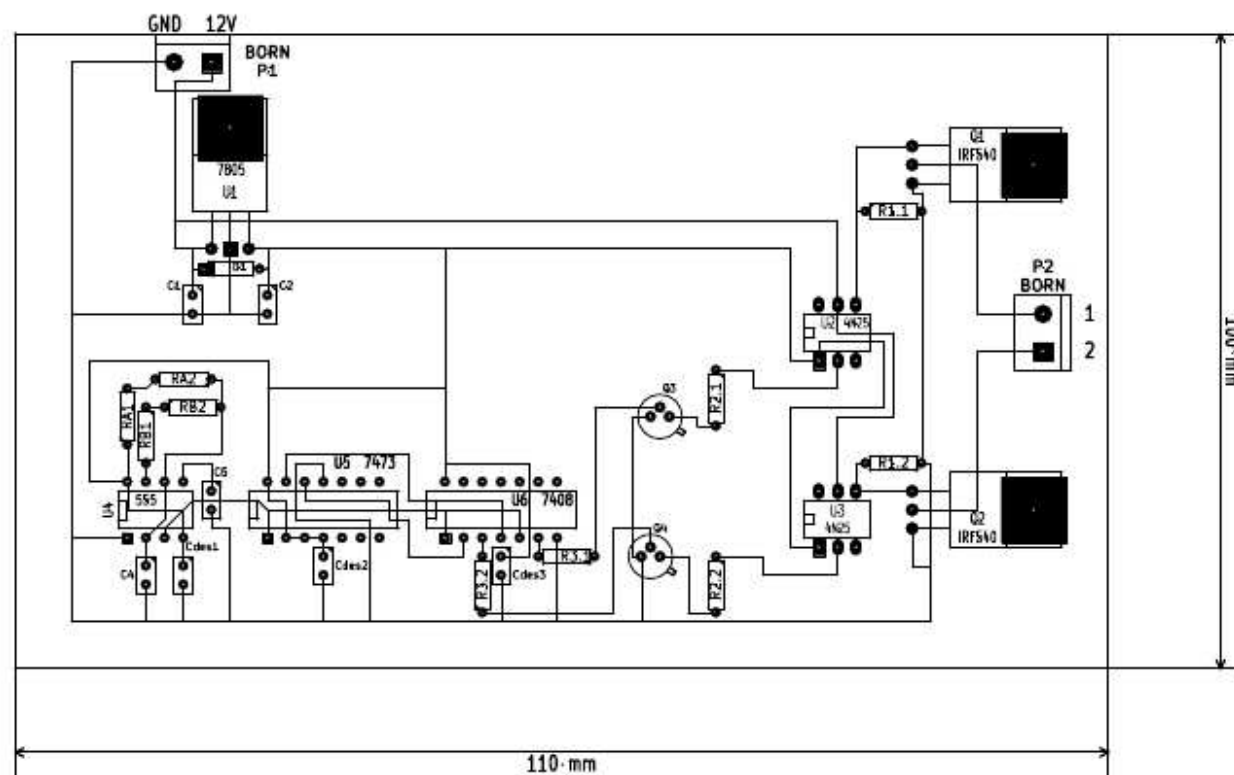 GND 12V
BORN
P1
7805
U1
D1
C1
C2
Q1
IRF540
R1.1
P2
BORN
1
2
U2 4N25
RA2
RA1
RB2
RB1
Q3
R2.1
U5 7473
C5
555
U4
U6 7408
R1.2
U3
4N25
Q2
IRF540
Q4
Cdes1
C4
Cdes2
Cdes3
R3.1
R3.2
R2.2
100·mm
110·mm